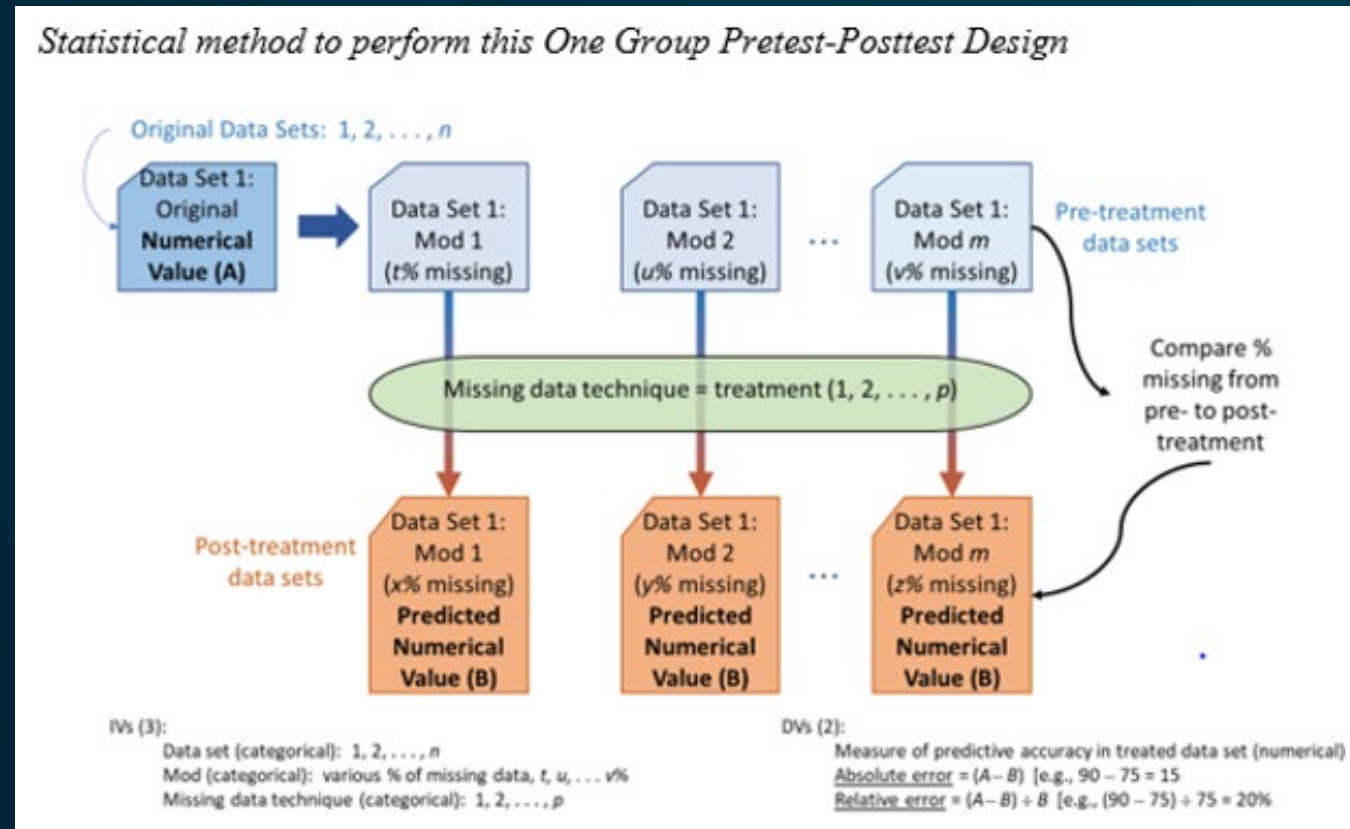 Statistical method to perform this One Group Pretest-Posttest Design
Original Data Sets: 1, 2, . . . , n
Data Set 1:
Original
Numerical
Value (A)
Data Set 1:
Mod 1
(t% missing)
Data Set 1:
Mod 2
(u% missing)
...
Data Set 1:
Mod m
(v% missing)
Pre-treatment
data sets
Missing data technique = treatment (1, 2, . . . , p)
Compare %
missing from
pre- to post-
treatment
Post-treatment
data sets
Data Set 1:
Mod 1
(x% missing)
Predicted
Numerical
Value (B)
Data Set 1:
Mod 2
(y% missing)
Predicted
Numerical
Value (B)
...
Data Set 1:
Mod m
(z% missing)
Predicted
Numerical
Value (B)
IVs (3):
Data set (categorical): 1, 2, . . . , n
Mod (categorical): various % of missing data, t, u, . . . v%
Missing data technique (categorical): 1, 2, . . . , p
DVs (2):
Measure of predictive accuracy in treated data set (numerical)
Absolute error = (A – B) [e.g., 90 – 75 = 15
Relative error = (A – B) ÷ B [e.g., (90 – 75) ÷ 75 = 20%